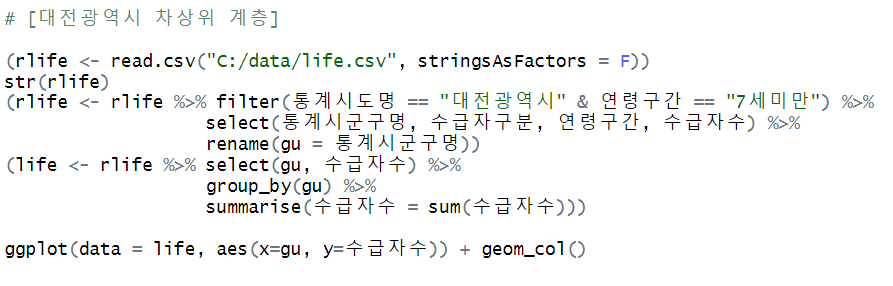 # [대전광역시 차상위 계층]
(rlife <- read.csv("C:/data/life.csv", stringsAsFactors = F))
str(rlife)
(rlife <- rlife %>% filter(통계시도명 == "대전광역시" & 연령구간 == "7세미만") %>%
select(통계시군구명, 수급자구분, 연령구간, 수급자수) %>%
rename(gu = 통계시군구명))
(life <- rlife %>% select(gu, 수급자수) %>%
group_by(gu) %>%
summarise(수급자수 = sum(수급자수)))
ggplot(data = life, aes(x=gu, y=수급자수)) + geom_col()